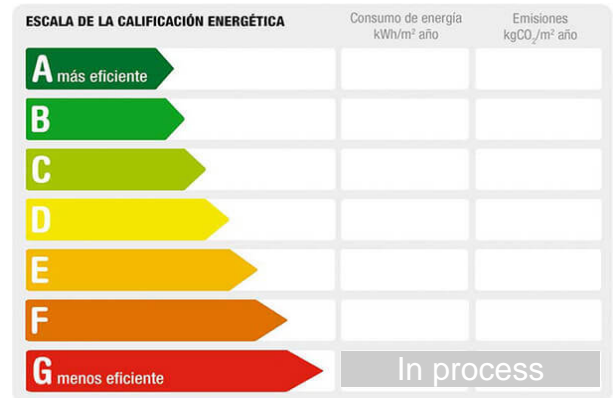 ESCALA DE LA CALIFICACIÓN ENERGÉTICA
Consumo de energía
kWh/m² año
Emisiones
kgCO₂/m² año
A más eficiente
B
C
D
E
F
G menos eficiente
In process